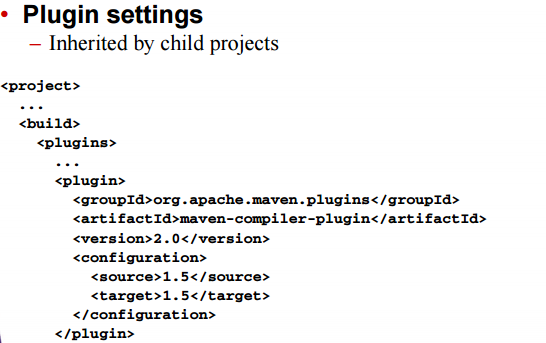 • Plugin settings
– Inherited by child projects
<project>
...
<build>
<plugins>
...
<plugin>
<groupId>org.apache.maven.plugins</groupId>
<artifactId>maven-compiler-plugin</artifactId>
<version>2.0</version>
<configuration>
<source>1.5</source>
<target>1.5</target>
</configuration>
</plugin>